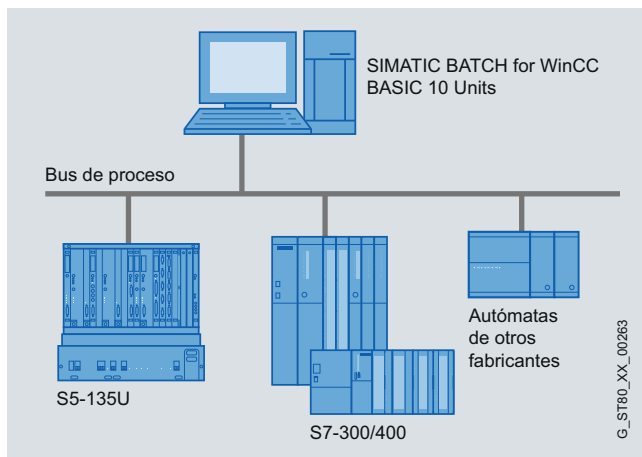 SIMATIC BATCH for WinCC
BASIC 10 Units
Bus de proceso
S5-135U
S7-300/400
Autómatas
de otros
fabricantes
G_ST80_XX_00263